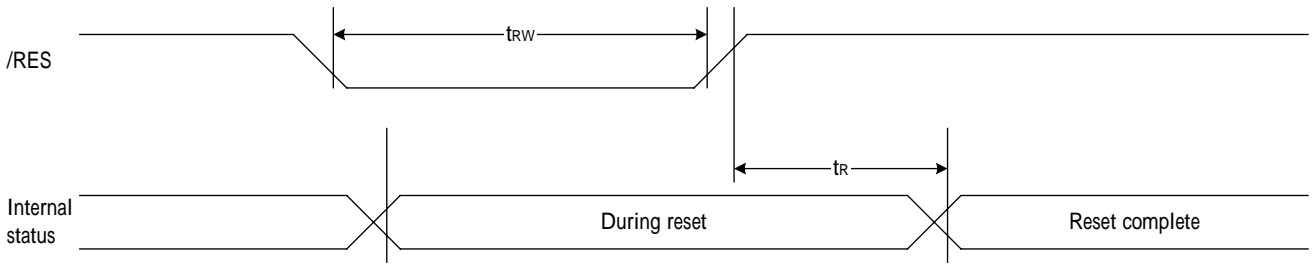 tRW
/RES
tR
Internal
status
During reset
Reset complete